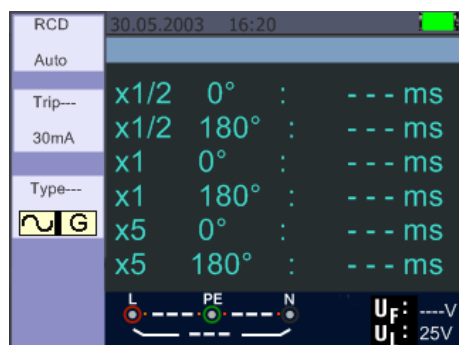 RCD
Auto
Trip---
30mA
Type---
G
30.05.2003 16:20
x1/2 0° : - - - ms
x1/2 180° : - - - ms
x1 0° : - - - ms
x1 180° : - - - ms
x5 0° : - - - ms
x5 180° : - - - ms
L PE N
---
UF: ----V
UL: 25V